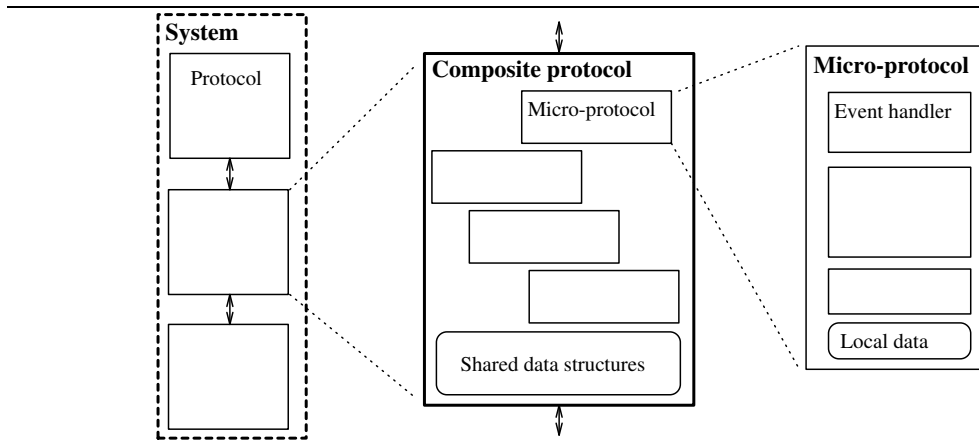 System
Protocol
Composite protocol
Micro-protocol
Shared data structures
Micro-protocol
Event handler
Local data